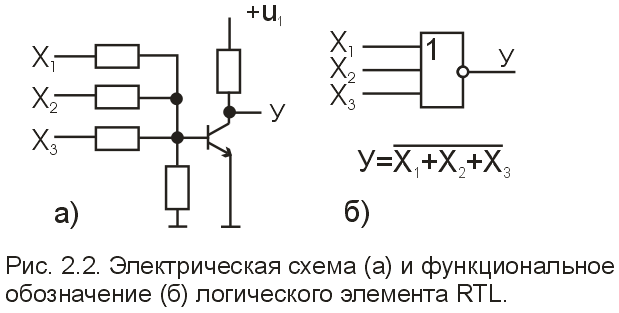 +u₁
X₁
X₂
X₃
У
а)
X₁
X₂
X₃
1
У
У=X₁+X₂+X₃
б)
Рис. 2.2. Электрическая схема (а) и функциональное
обозначение (б) логического элемента RTL.